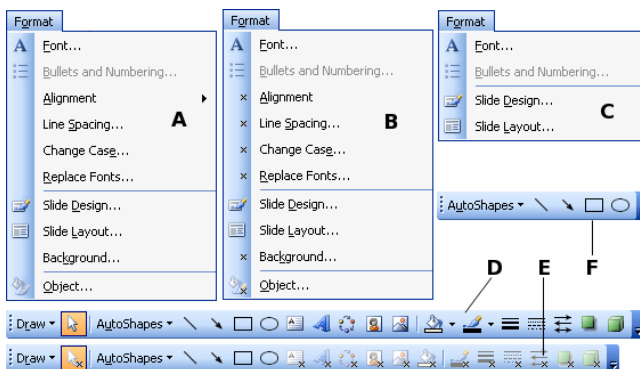 Format
Font...
Bullets and Numbering...
Alignment
Line Spacing...
Change Case...
Replace Fonts...
Slide Design...
Slide Layout...
Background...
Object...
A
Format
Font...
Bullets and Numbering...
Alignment
Line Spacing...
Change Case...
Replace Fonts...
Slide Design...
Slide Layout...
Background...
Object...
B
Format
Font...
Bullets and Numbering...
Slide Design...
Slide Layout...
C
AutoShapes
D E F
Draw AutoShapes
Draw AutoShapes